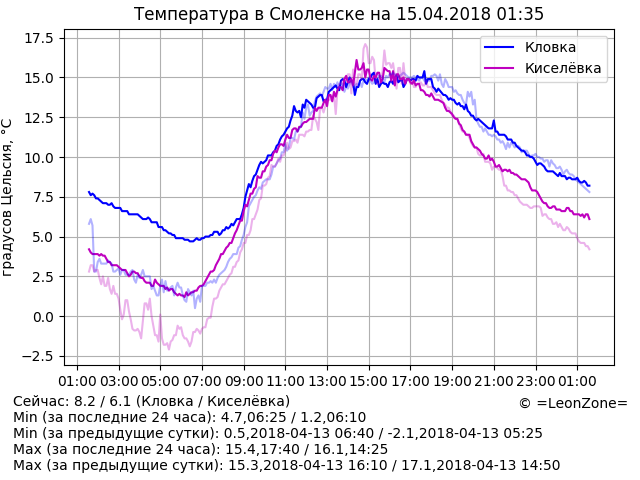 Температура в Смоленске на 15.04.2018 01:35
градусов Цельсия, °C
17.5
15.0
12.5
10.0
7.5
5.0
2.5
0.0
−2.5
Кловка
Киселёвка
01:00 03:00 05:00 07:00 09:00 11:00 13:00 15:00 17:00 19:00 21:00 23:00 01:00
Сейчас: 8.2 / 6.1 (Кловка / Киселёвка)
© =LeonZone=
Min (за последние 24 часа): 4.7,06:25 / 1.2,06:10
Min (за предыдущие сутки): 0.5,2018-04-13 06:40 / -2.1,2018-04-13 05:25
Max (за последние 24 часа): 15.4,17:40 / 16.1,14:25
Max (за предыдущие сутки): 15.3,2018-04-13 16:10 / 17.1,2018-04-13 14:50